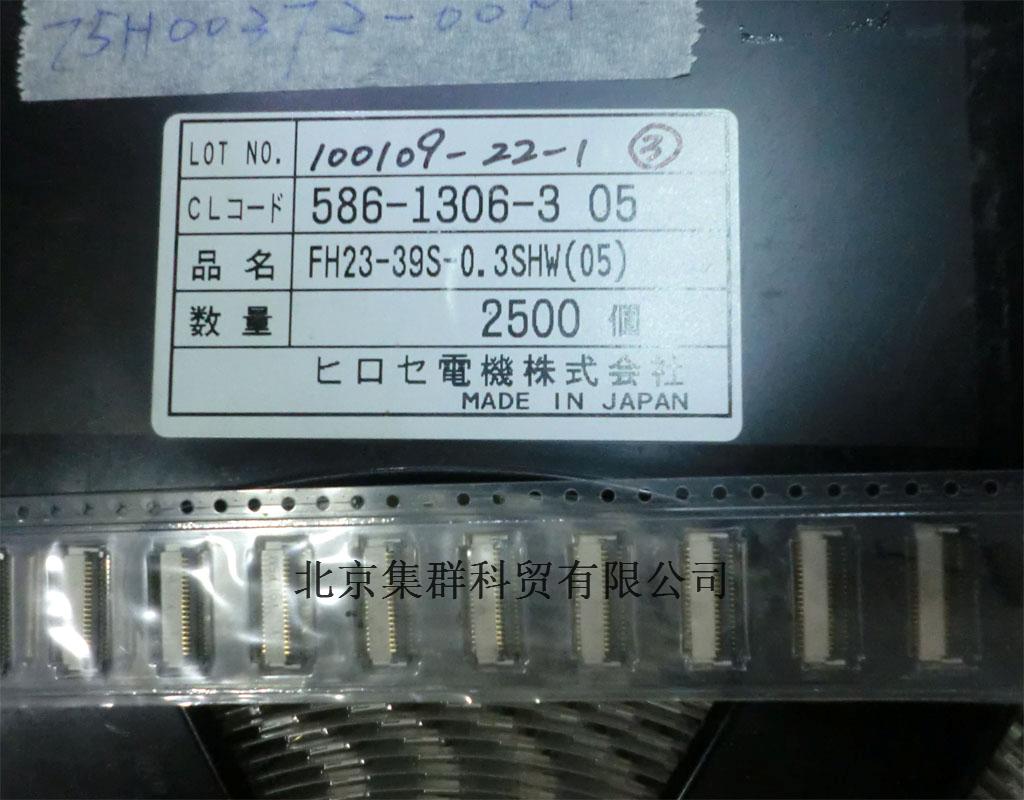 75H00372-00M
LOT NO. 100109-22-1 ③
CLコード 586-1306-3 05
品名 FH23-39S-0.3SHW(05)
数量 2500 個
ヒロセ電機株式会社
MADE IN JAPAN
北京集群科贸有限公司